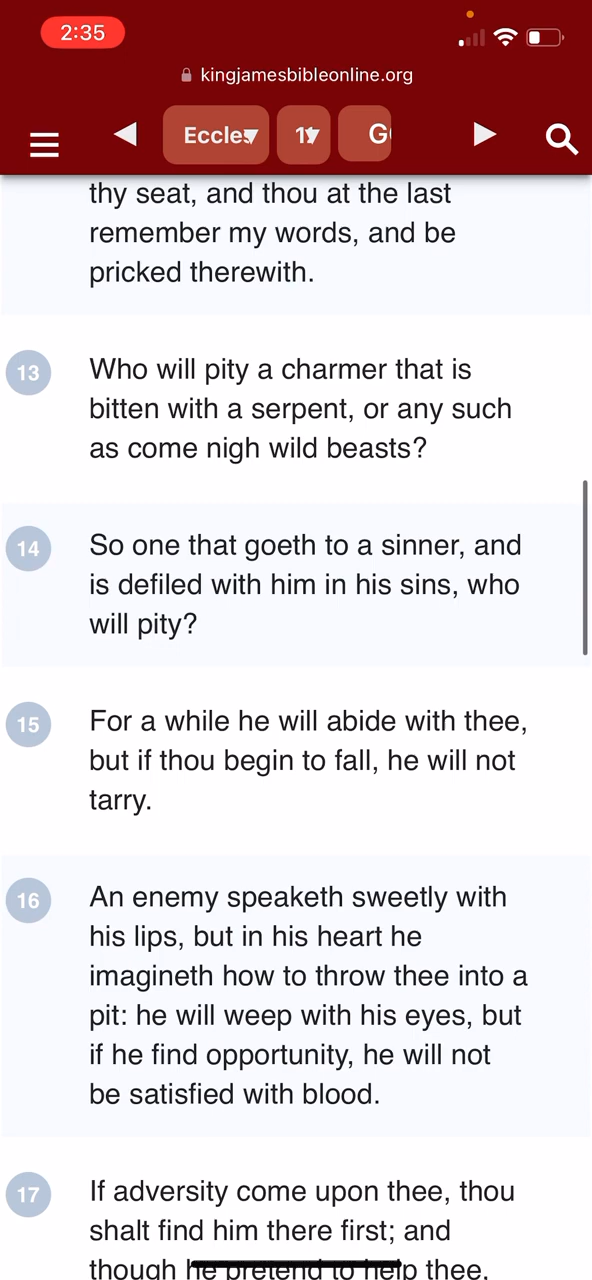 2:35
kingjamesbibleonline.org
Eccles
G
thy seat, and thou at the last
remember my words, and be
pricked therewith.
13 Who will pity a charmer that is
bitten with a serpent, or any such
as come nigh wild beasts?
14 So one that goeth to a sinner, and
is defiled with him in his sins, who
will pity?
15 For a while he will abide with thee,
but if thou begin to fall, he will not
tarry.
16 An enemy speaketh sweetly with
his lips, but in his heart he
imagineth how to throw thee into a
pit: he will weep with his eyes, but
if he find opportunity, he will not
be satisfied with blood.
17 If adversity come upon thee, thou
shalt find him there first; and
though he pretend to help thee,